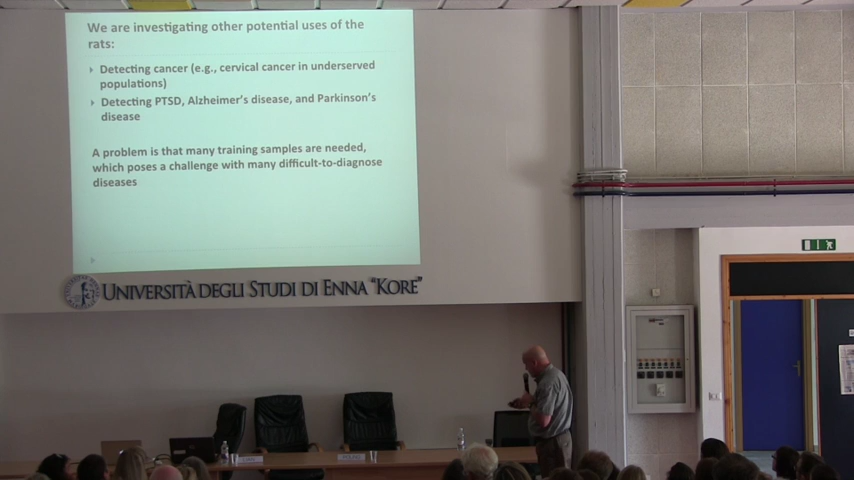 We are investigating other potential uses of the
rats:
Detecting cancer (e.g., cervical cancer in underserved
populations)
Detecting PTSD, Alzheimer's disease, and Parkinson's
disease
A problem is that many training samples are needed,
which poses a challenge with many difficult-to-diagnose
diseases
UNIVERSITÀ DEGLI STUDI DI ENNA "KORE"